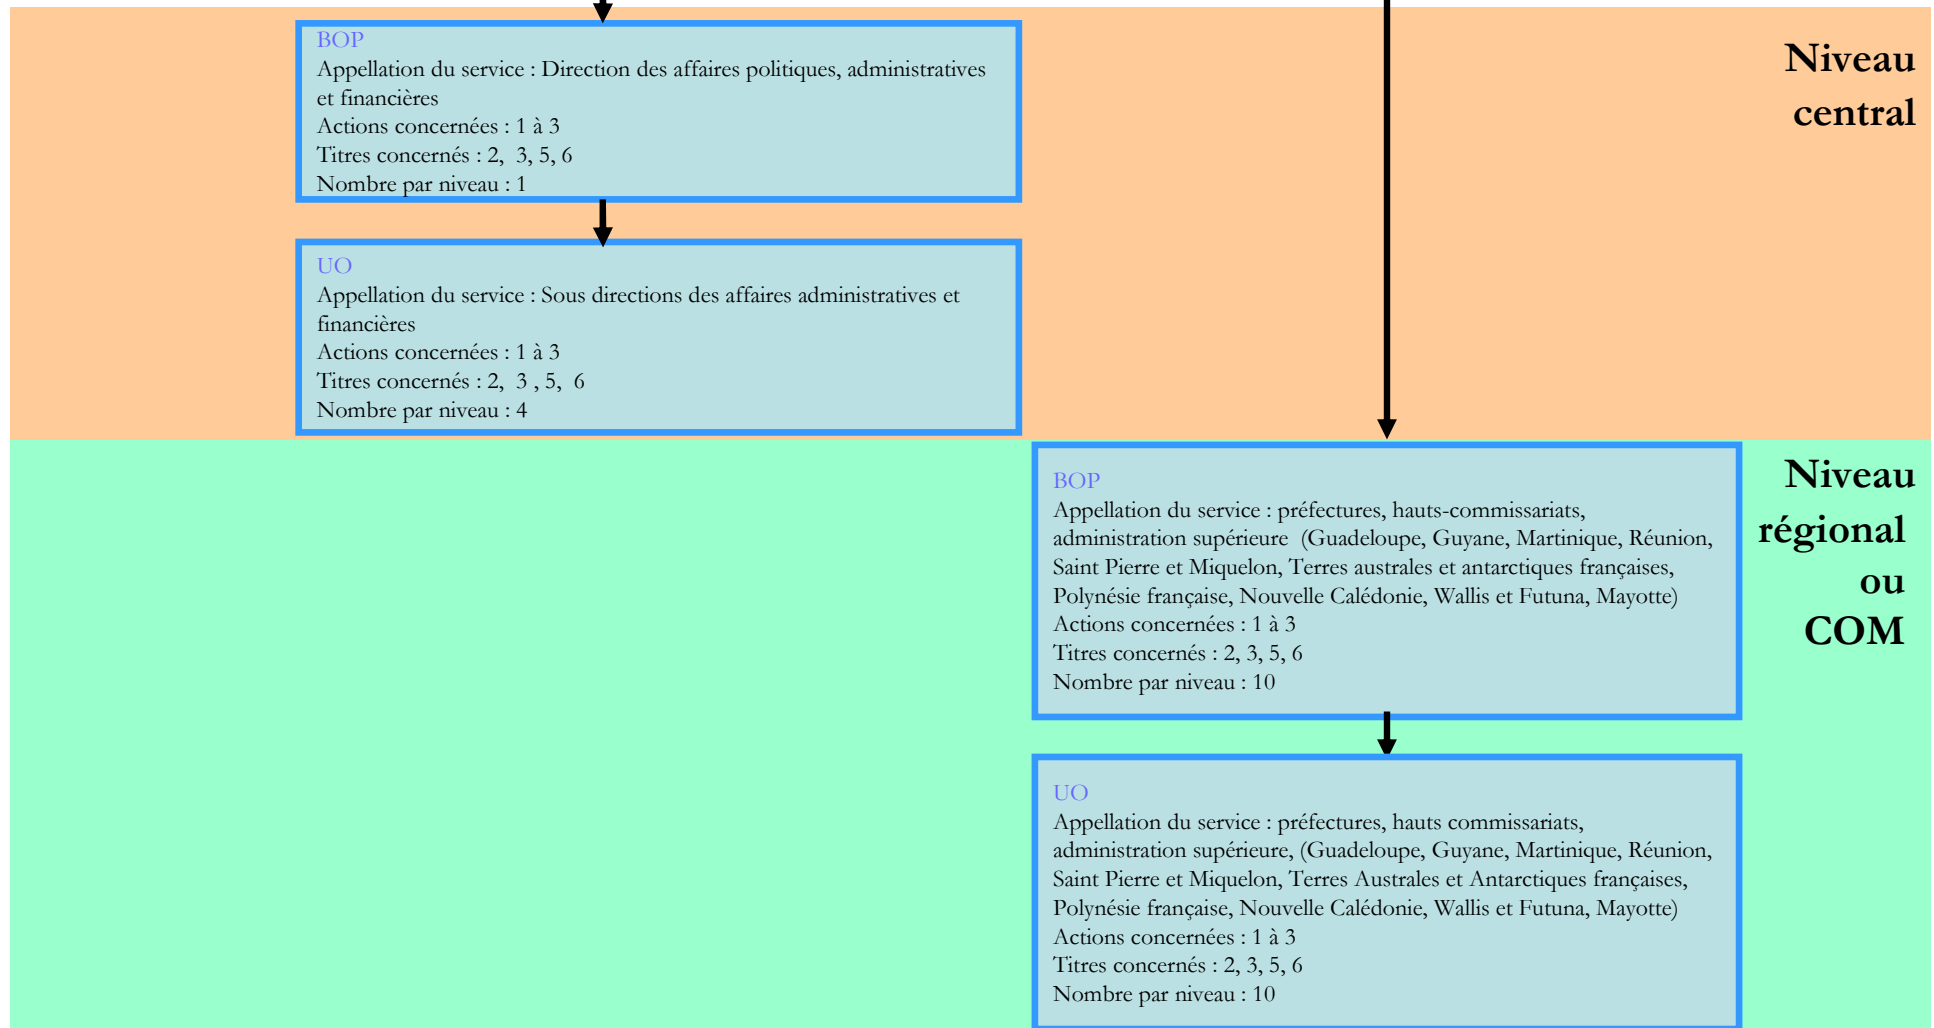 BOP
Appellation du service : Direction des affaires politiques, administratives
et financières
Actions concernées : 1 à 3
Titres concernés : 2, 3, 5, 6
Nombre par niveau : 1
Niveau
central
UO
Appellation du service : Sous directions des affaires administratives et
financières
Actions concernées : 1 à 3
Titres concernés : 2, 3 , 5, 6
Nombre par niveau : 4
BOP
Appellation du service : préfectures, hauts-commissariats,
administration supérieure (Guadeloupe, Guyane, Martinique, Réunion,
Saint Pierre et Miquelon, Terres australes et antarctiques françaises,
Polynésie française, Nouvelle Calédonie, Wallis et Futuna, Mayotte)
Actions concernées : 1 à 3
Titres concernés : 2, 3, 5, 6
Nombre par niveau : 10
Niveau
régional
ou
COM
UO
Appellation du service : préfectures, hauts commissariats,
administration supérieure, (Guadeloupe, Guyane, Martinique, Réunion,
Saint Pierre et Miquelon, Terres Australes et Antarctiques françaises,
Polynésie française, Nouvelle Calédonie, Wallis et Futuna, Mayotte)
Actions concernées : 1 à 3
Titres concernés : 2, 3, 5, 6
Nombre par niveau : 10